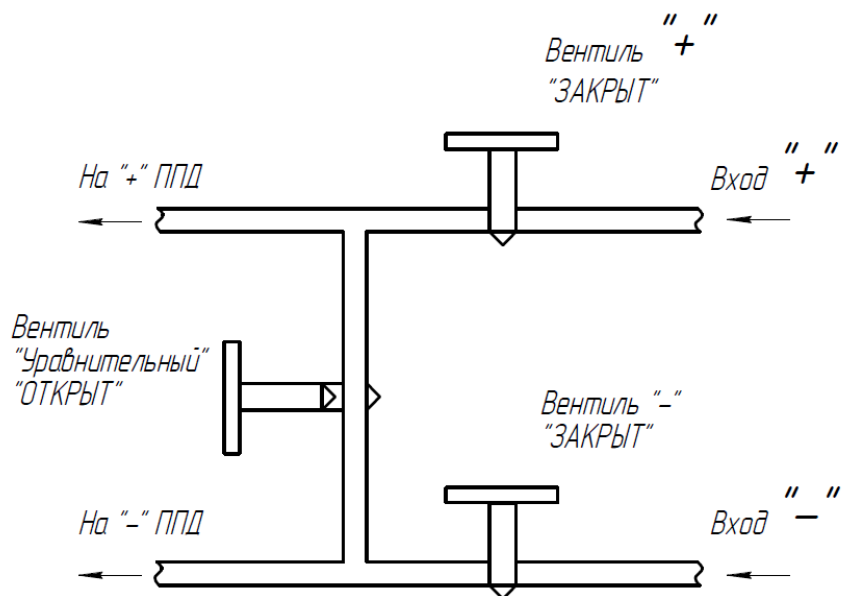 Вентиль "+"
"ЗАКРЫТ"
На "+" ППД
Вход "+"
Вентиль
"Уравнительный"
"ОТКРЫТ"
Вентиль "–"
"ЗАКРЫТ"
На "–" ППД
Вход "–"